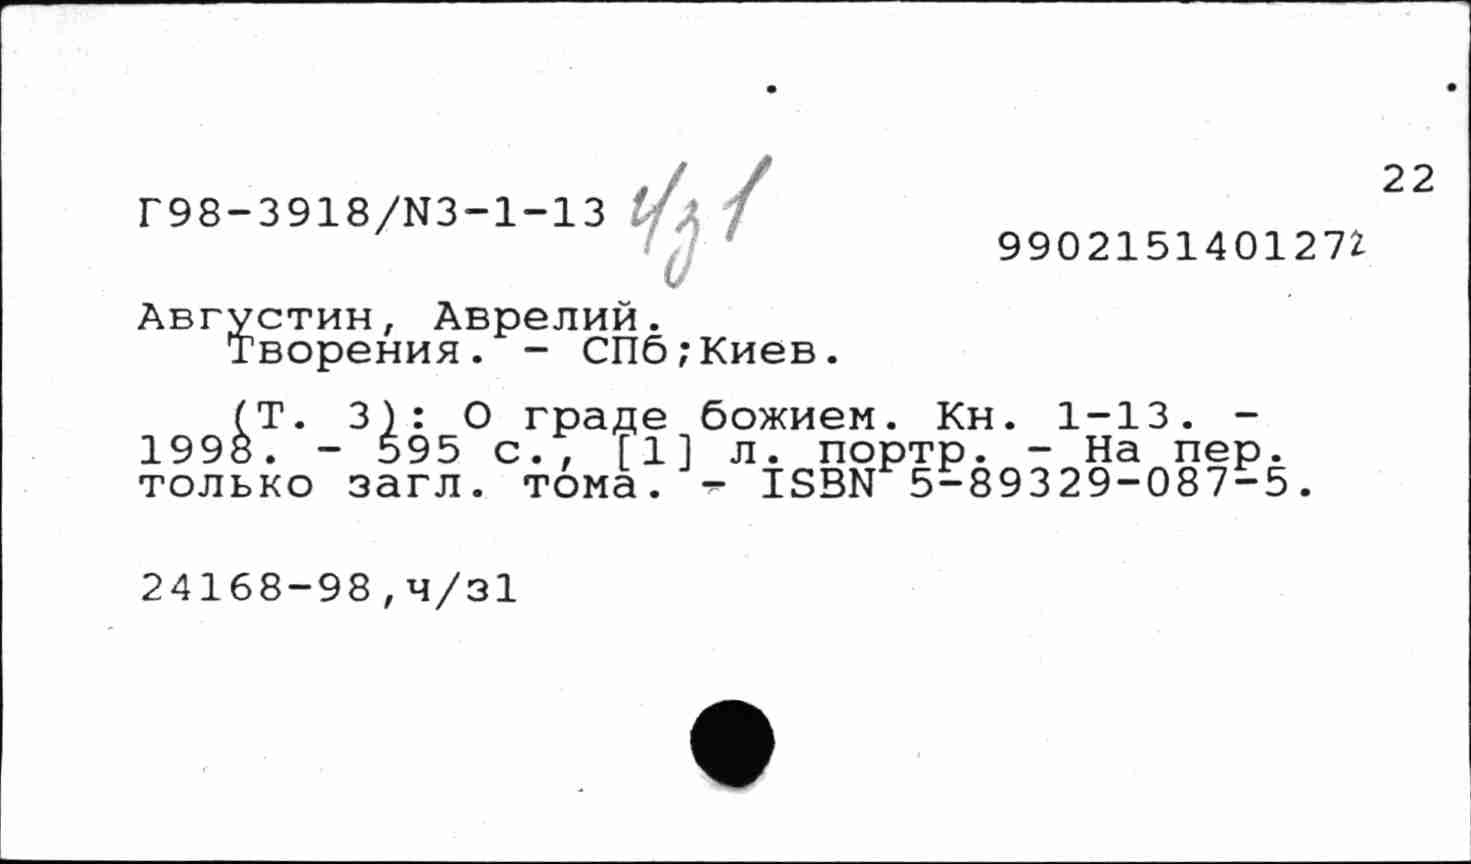 22
Г98-3918/N3-1-13 ч/з 1
9902151401272
Августин, Аврелий.
Творения. - СПб;Киев.
(Т. 3): О граде божием. Кн. 1-13. -
1998. - 595 с., [1] л. портр. - На пер.
только загл. тома. - ISBN 5-89329-087-5.
24168-98,ч/з1